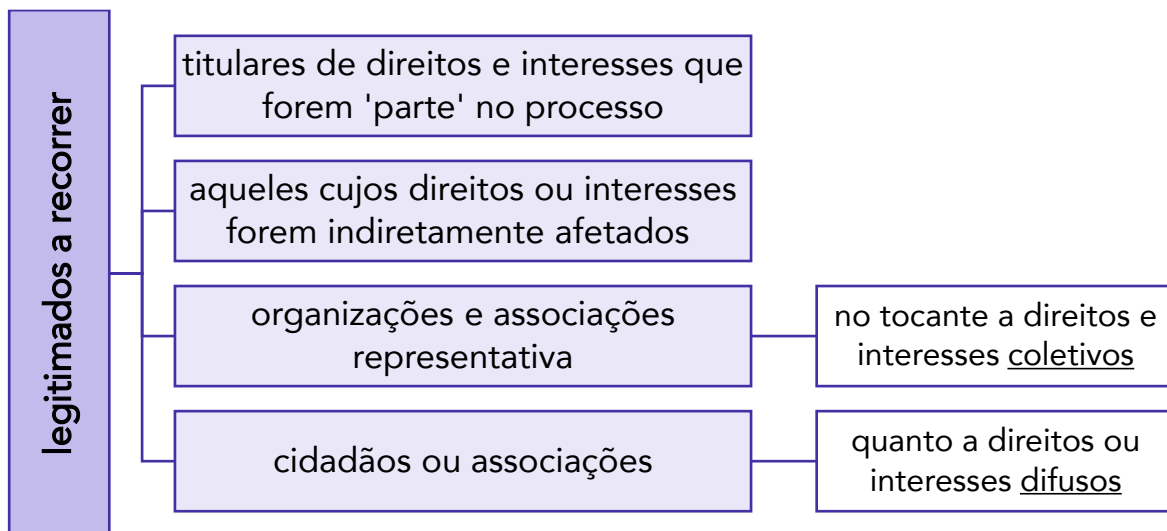 legitimados a recorrer
titulares de direitos e interesses que
forem 'parte' no processo
aqueles cujos direitos ou interesses
forem indiretamente afetados
organizações e associações
representativa
no tocante a direitos e
interesses coletivos
cidadãos ou associações
quanto a direitos ou
interesses difusos